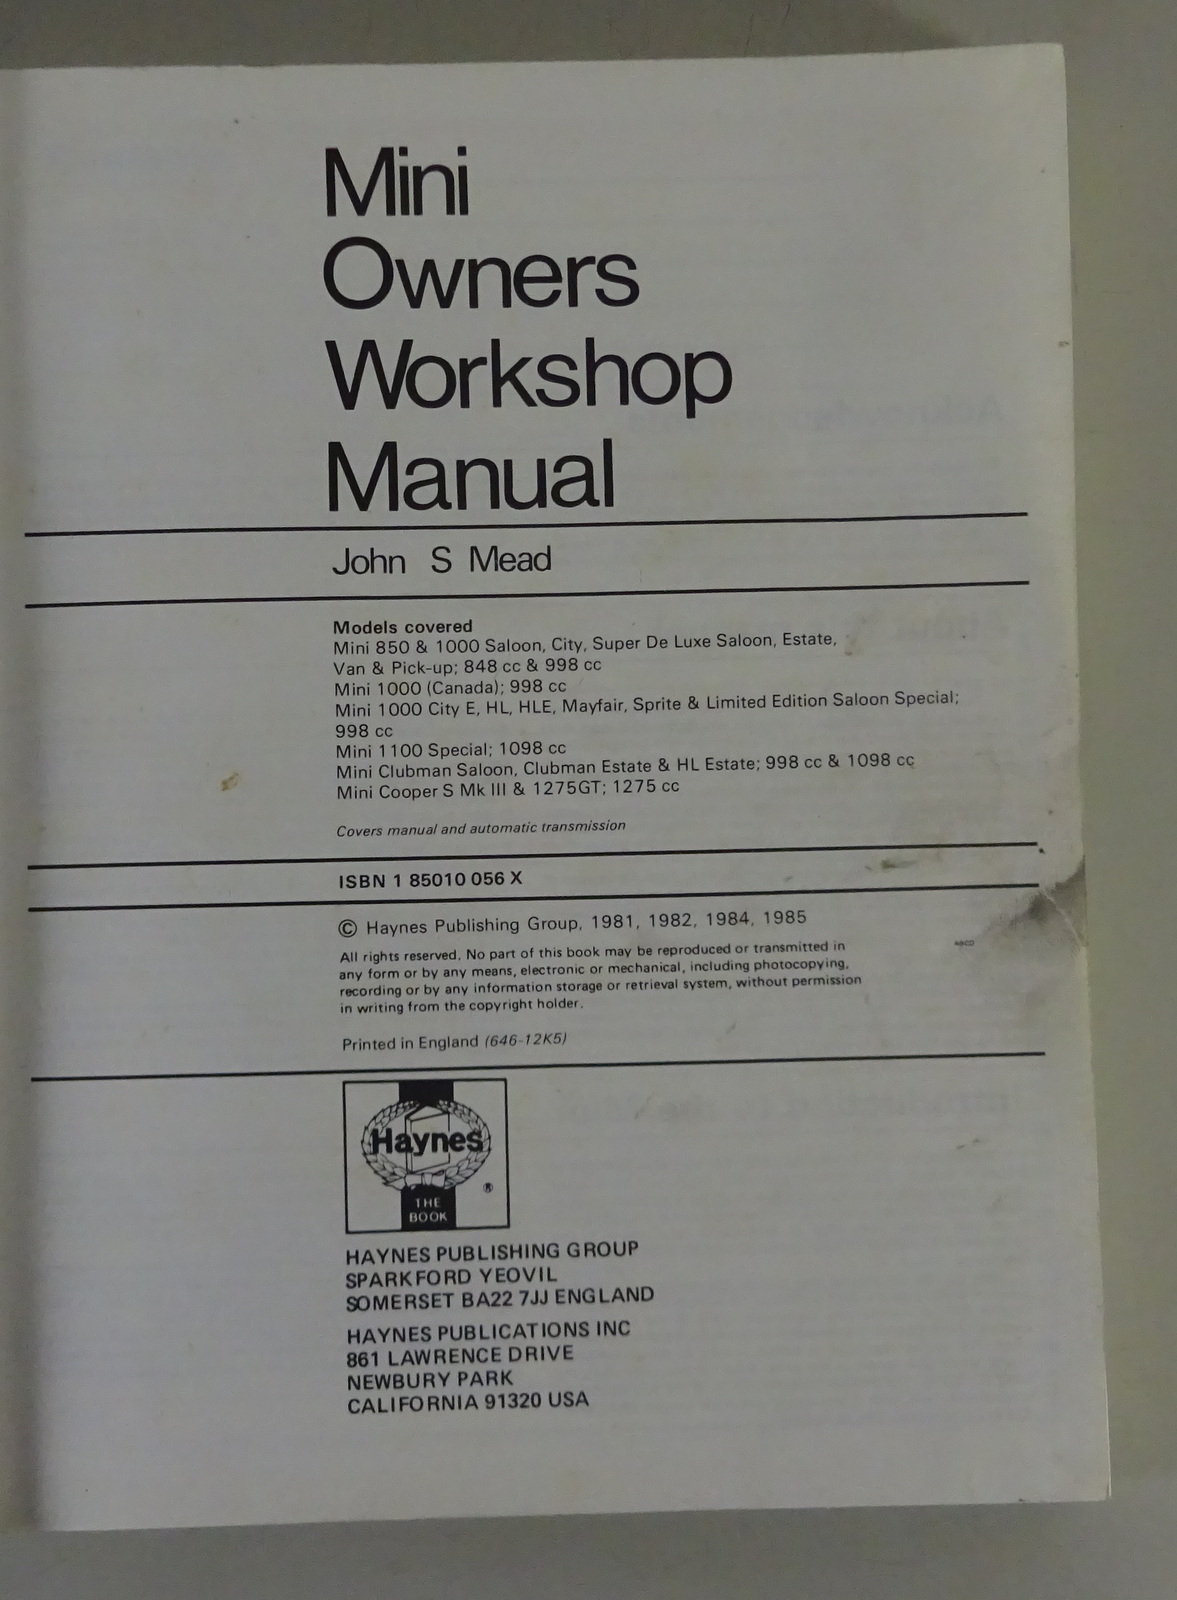 Mini
Owners
Workshop
Manual
John S Mead
Models covered
Mini 850 & 1000 Saloon, City, Super De Luxe Saloon, Estate,
Van & Pick-up; 848 cc & 998 cc
Mini 1000 (Canada); 998 cc
Mini 1000 City E, HL, HLE, Mayfair, Sprite & Limited Edition Saloon Special;
998 cc
Mini 1100 Special; 1098 cc
Mini Clubman Saloon, Clubman Estate & HL Estate; 998 cc & 1098 cc
Mini Cooper S Mk III & 1275GT; 1275 cc
Covers manual and automatic transmission
ISBN 1 85010 056 X
© Haynes Publishing Group, 1981, 1982, 1984, 1985
ABCD
All rights reserved. No part of this book may be reproduced or transmitted in
any form or by any means, electronic or mechanical, including photocopying,
recording or by any information storage or retrieval system, without permission
in writing from the copyright holder.
Printed in England (646-12K5)
Haynes
®
THE
BOOK
HAYNES PUBLISHING GROUP
SPARKFORD YEOVIL
SOMERSET BA22 7JJ ENGLAND
HAYNES PUBLICATIONS INC
861 LAWRENCE DRIVE
NEWBURY PARK
CALIFORNIA 91320 USA